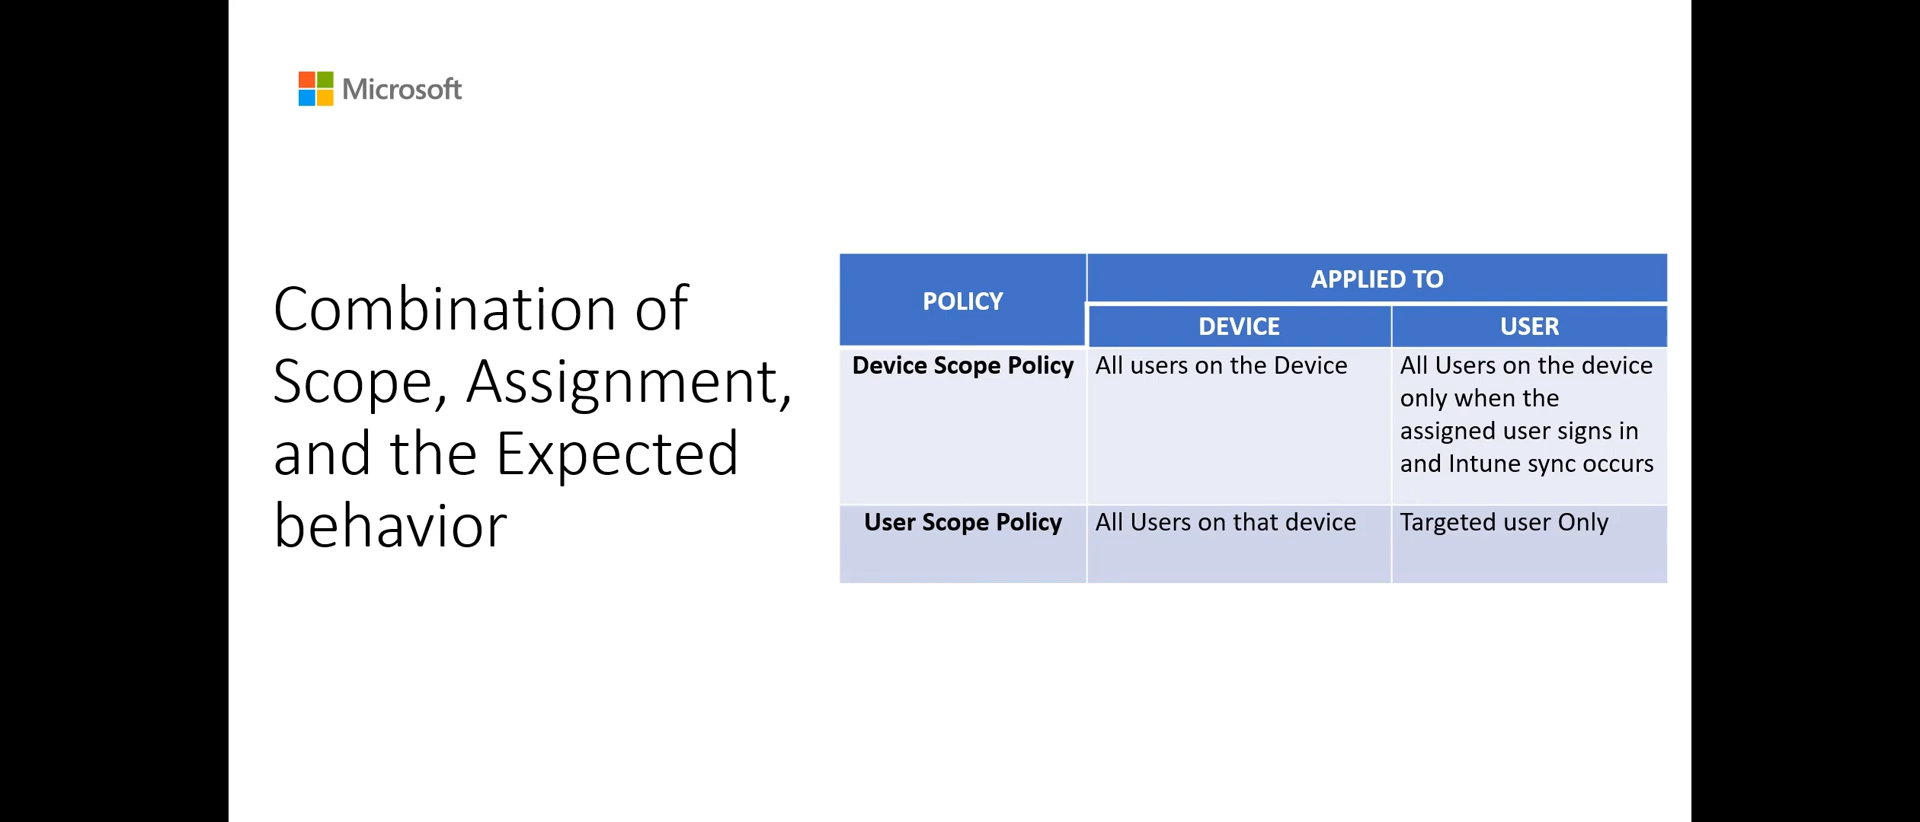 Microsoft
Combination of
Scope, Assignment,
and the Expected
behavior
POLICY
APPLIED TO
DEVICE
USER
Device Scope Policy
All users on the Device
All Users on the device
only when the
assigned user signs in
and Intune sync occurs
User Scope Policy
All Users on that device
Targeted user Only